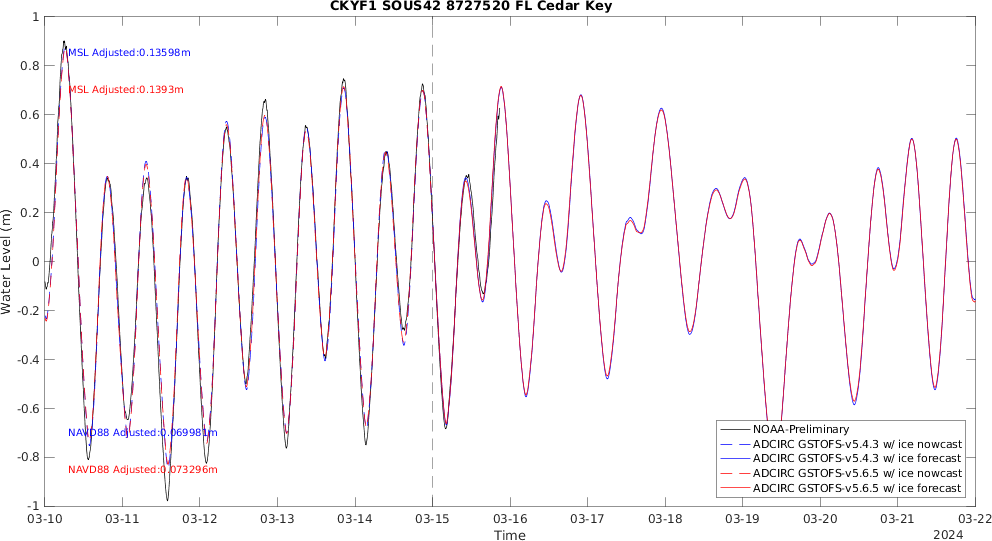 CKYF1 SOUS42 8727520 FL Cedar Key
1
0.8
0.6
0.4
0.2
0
-0.2
-0.4
-0.6
-0.8
-1
Water Level (m)
MSL Adjusted:0.13598m
MSL Adjusted:0.1393m
NAVD88 Adjusted:0.069981m
NAVD88 Adjusted:0.073296m
NOAA-Preliminary
ADCIRC GSTOFS-v5.4.3 w/ ice nowcast
ADCIRC GSTOFS-v5.4.3 w/ ice forecast
ADCIRC GSTOFS-v5.6.5 w/ ice nowcast
ADCIRC GSTOFS-v5.6.5 w/ ice forecast
03-10 03-11 03-12 03-13 03-14 03-15 03-16 03-17 03-18 03-19 03-20 03-21 03-22
Time
2024